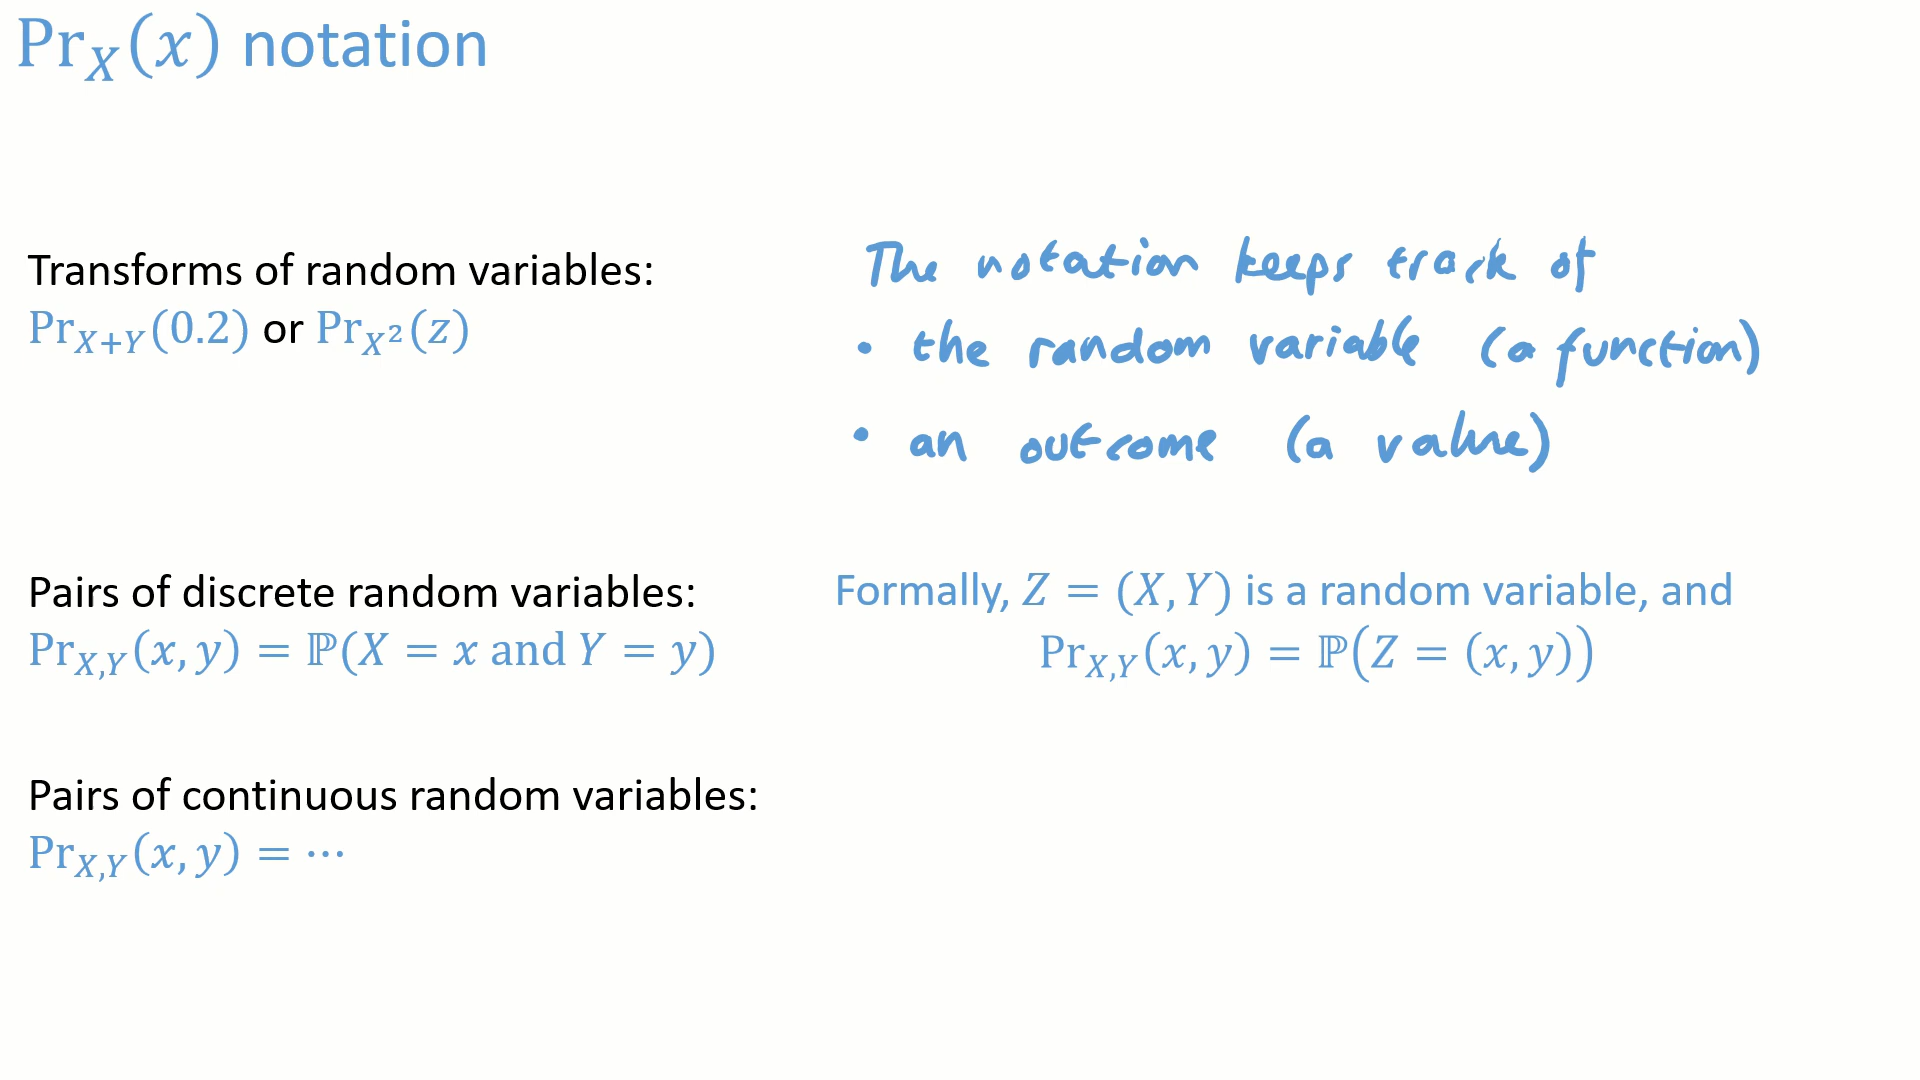 Pr_X(x) notation
Transforms of random variables:
Pr_{X+Y}(0.2) or Pr_{X²}(z)
The notation keeps track of
• the random variable (a function)
• an outcome (a value)
Pairs of discrete random variables:
Pr_{X,Y}(x, y) = ℙ(X = x and Y = y)
Formally, Z = (X, Y) is a random variable, and
Pr_{X,Y}(x, y) = ℙ(Z = (x, y))
Pairs of continuous random variables:
Pr_{X,Y}(x, y) = ⋯